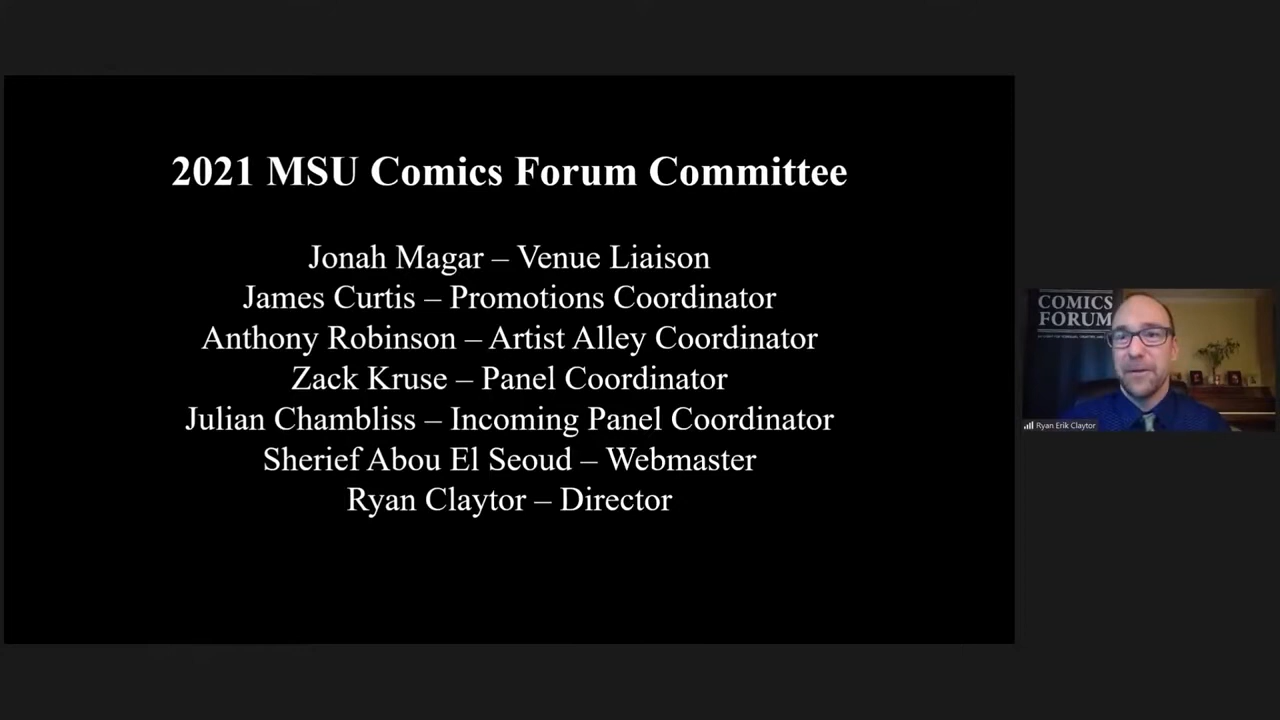 2021 MSU Comics Forum Committee
Jonah Magar – Venue Liaison
James Curtis – Promotions Coordinator
Anthony Robinson – Artist Alley Coordinator
Zack Kruse – Panel Coordinator
Julian Chambliss – Incoming Panel Coordinator
Sherief Abou El Seoud – Webmaster
Ryan Claytor – Director
COMICS
FORUM
Ryan Erik Claytor